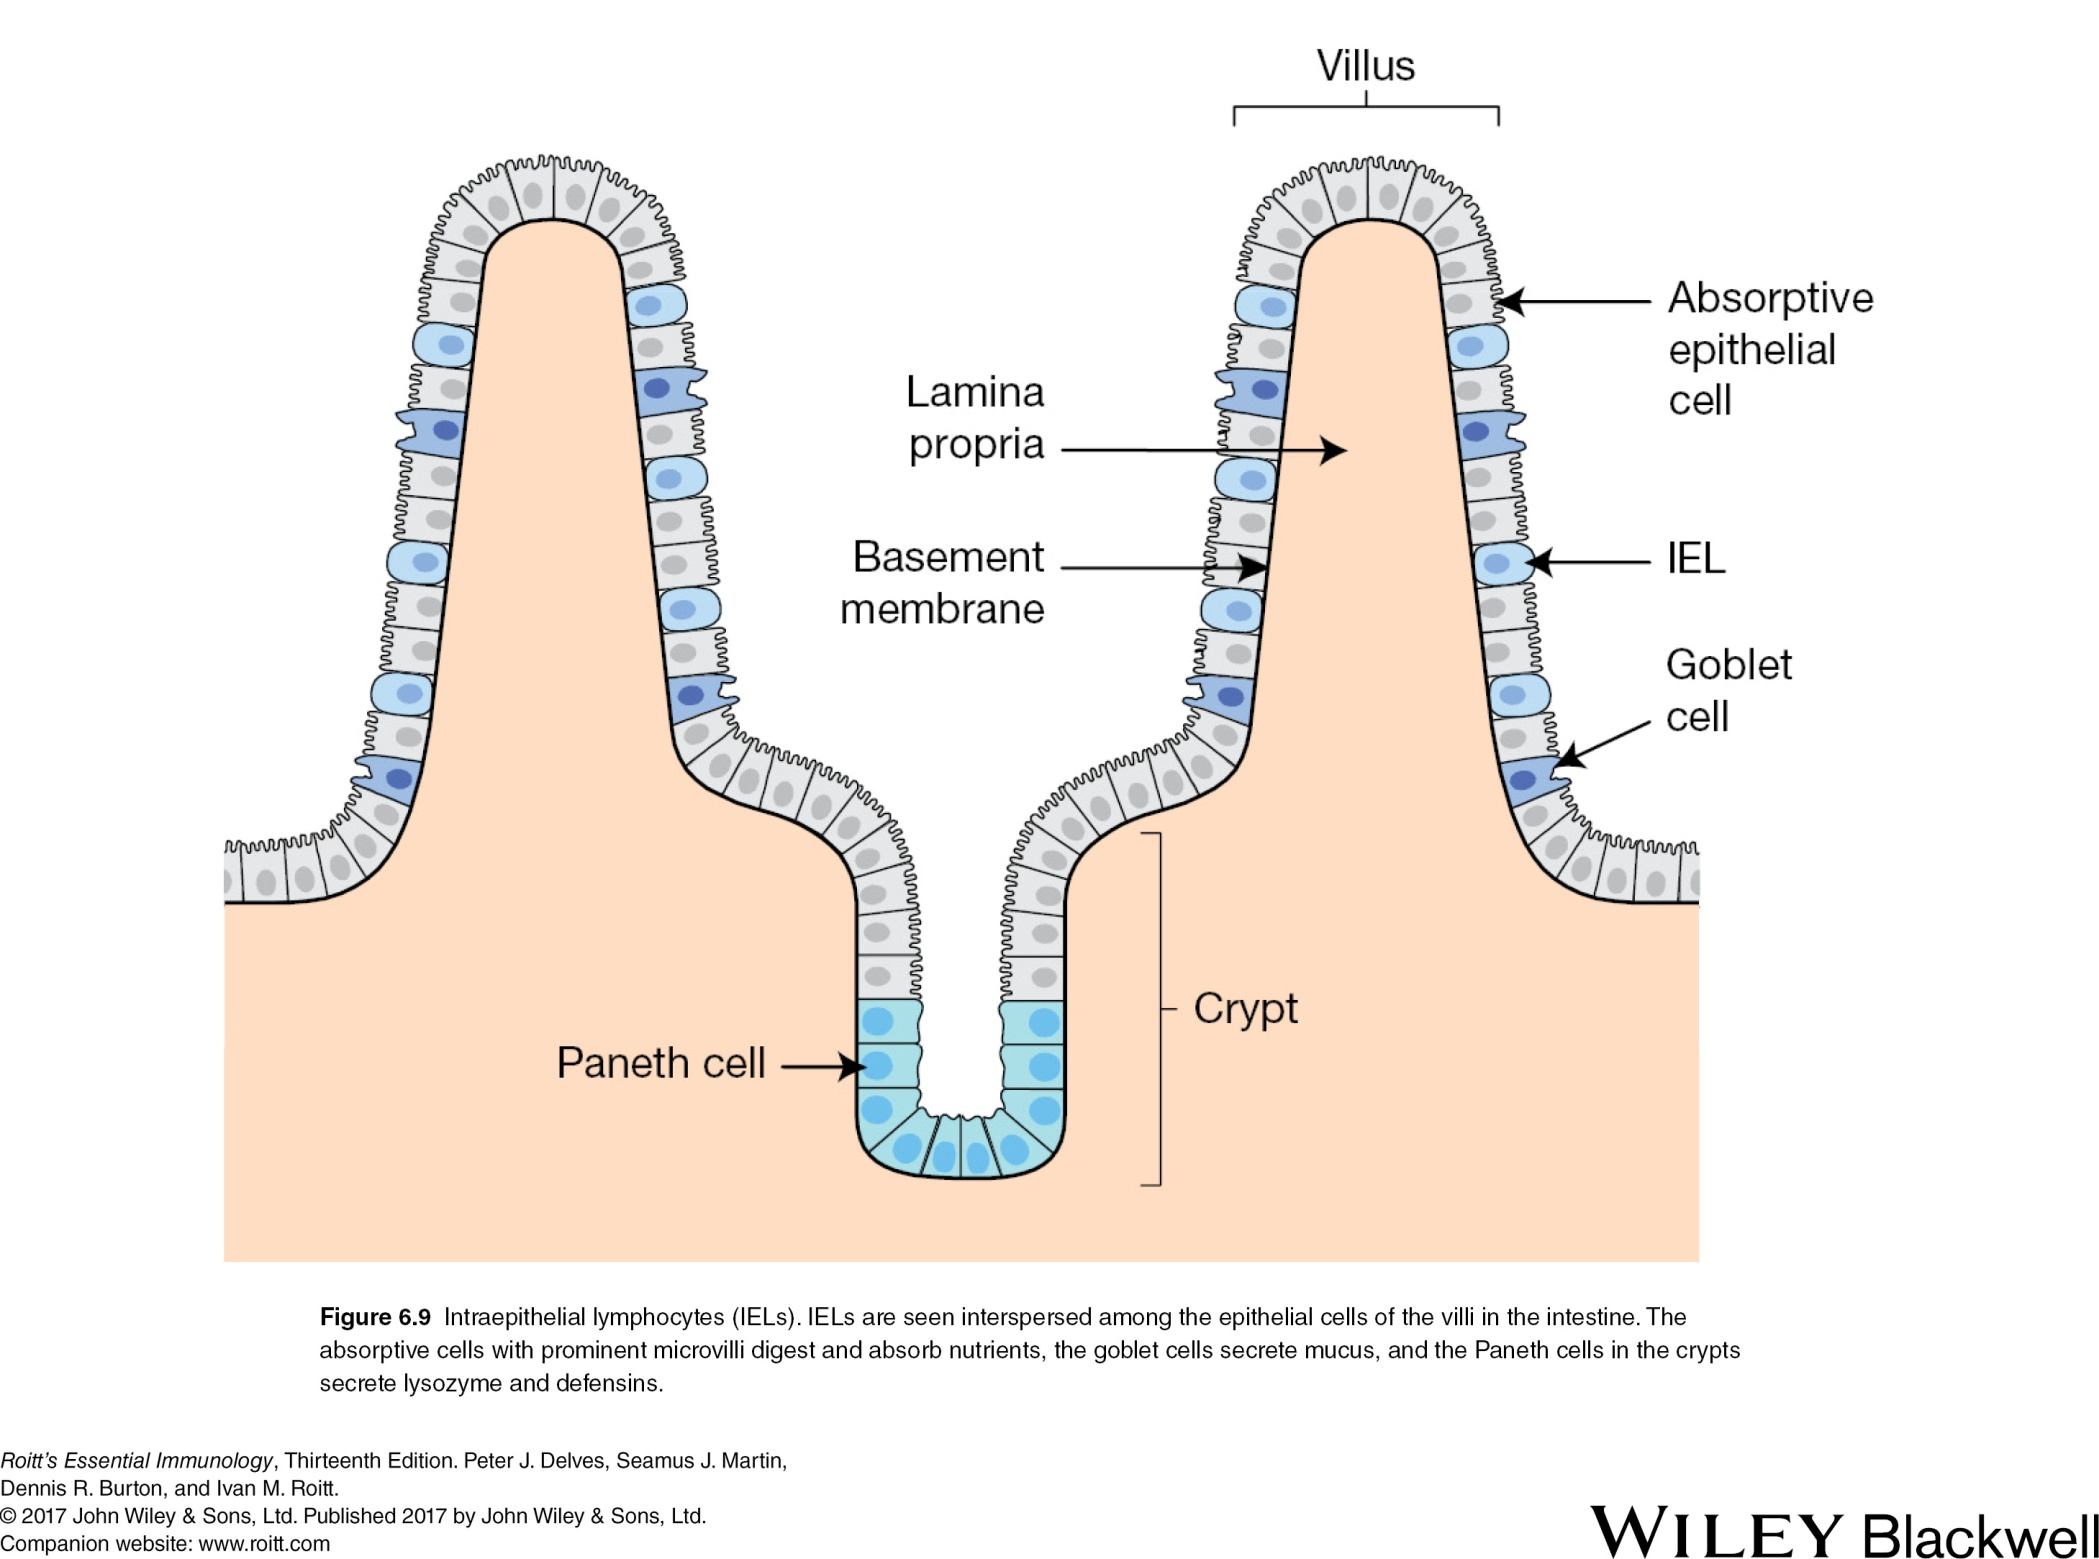 Villus
Absorptive
epithelial
cell
Lamina
propria
Basement
membrane
IEL
Goblet
cell
Crypt
Paneth cell
Figure 6.9 Intraepithelial lymphocytes (IELs). IELs are seen interspersed among the epithelial cells of the villi in the intestine. The
absorptive cells with prominent microvilli digest and absorb nutrients, the goblet cells secrete mucus, and the Paneth cells in the crypts
secrete lysozyme and defensins.
Roitt's Essential Immunology, Thirteenth Edition. Peter J. Delves, Seamus J. Martin,
Dennis R. Burton, and Ivan M. Roitt.
© 2017 John Wiley & Sons, Ltd. Published 2017 by John Wiley & Sons, Ltd.
Companion website: www.roitt.com
WILEY Blackwell